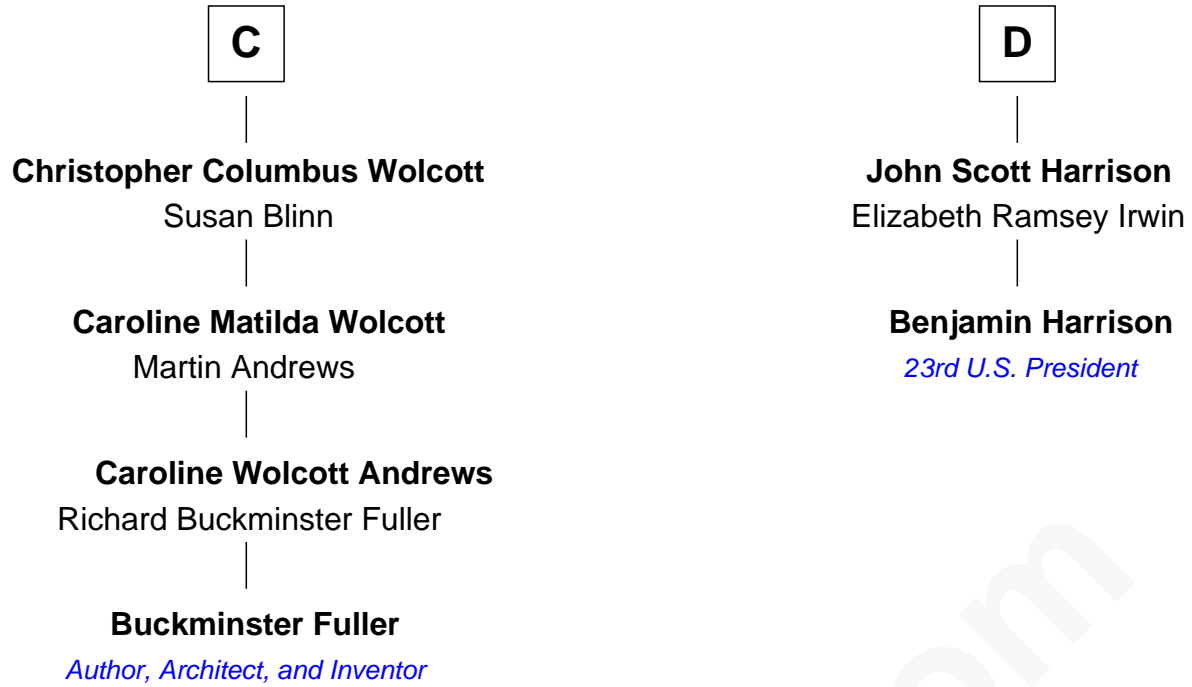 C
Christopher Columbus Wolcott
Susan Blinn
Caroline Matilda Wolcott
Martin Andrews
Caroline Wolcott Andrews
Richard Buckminster Fuller
Buckminster Fuller
Author, Architect, and Inventor
D
John Scott Harrison
Elizabeth Ramsey Irwin
Benjamin Harrison
23rd U.S. President
om